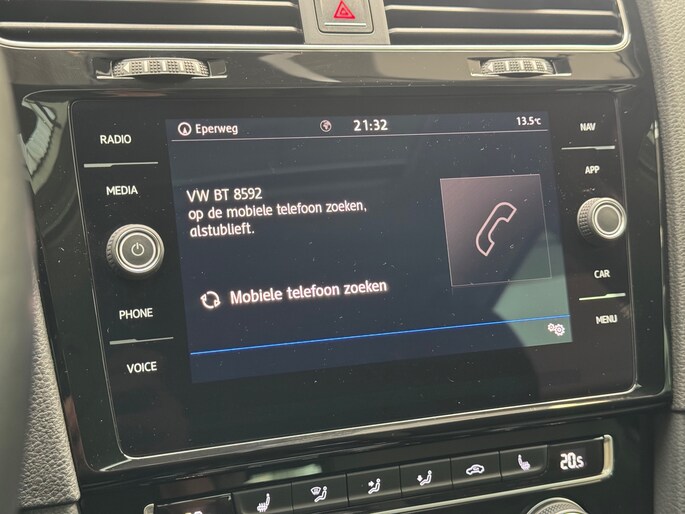 RADIO
MEDIA
PHONE
VOICE
Eperweg 21:32 13.5°C
VW BT 8592
op de mobiele telefoon zoeken,
alstublieft.
Mobiele telefoon zoeken
NAV
APP
CAR
MENU
20.5